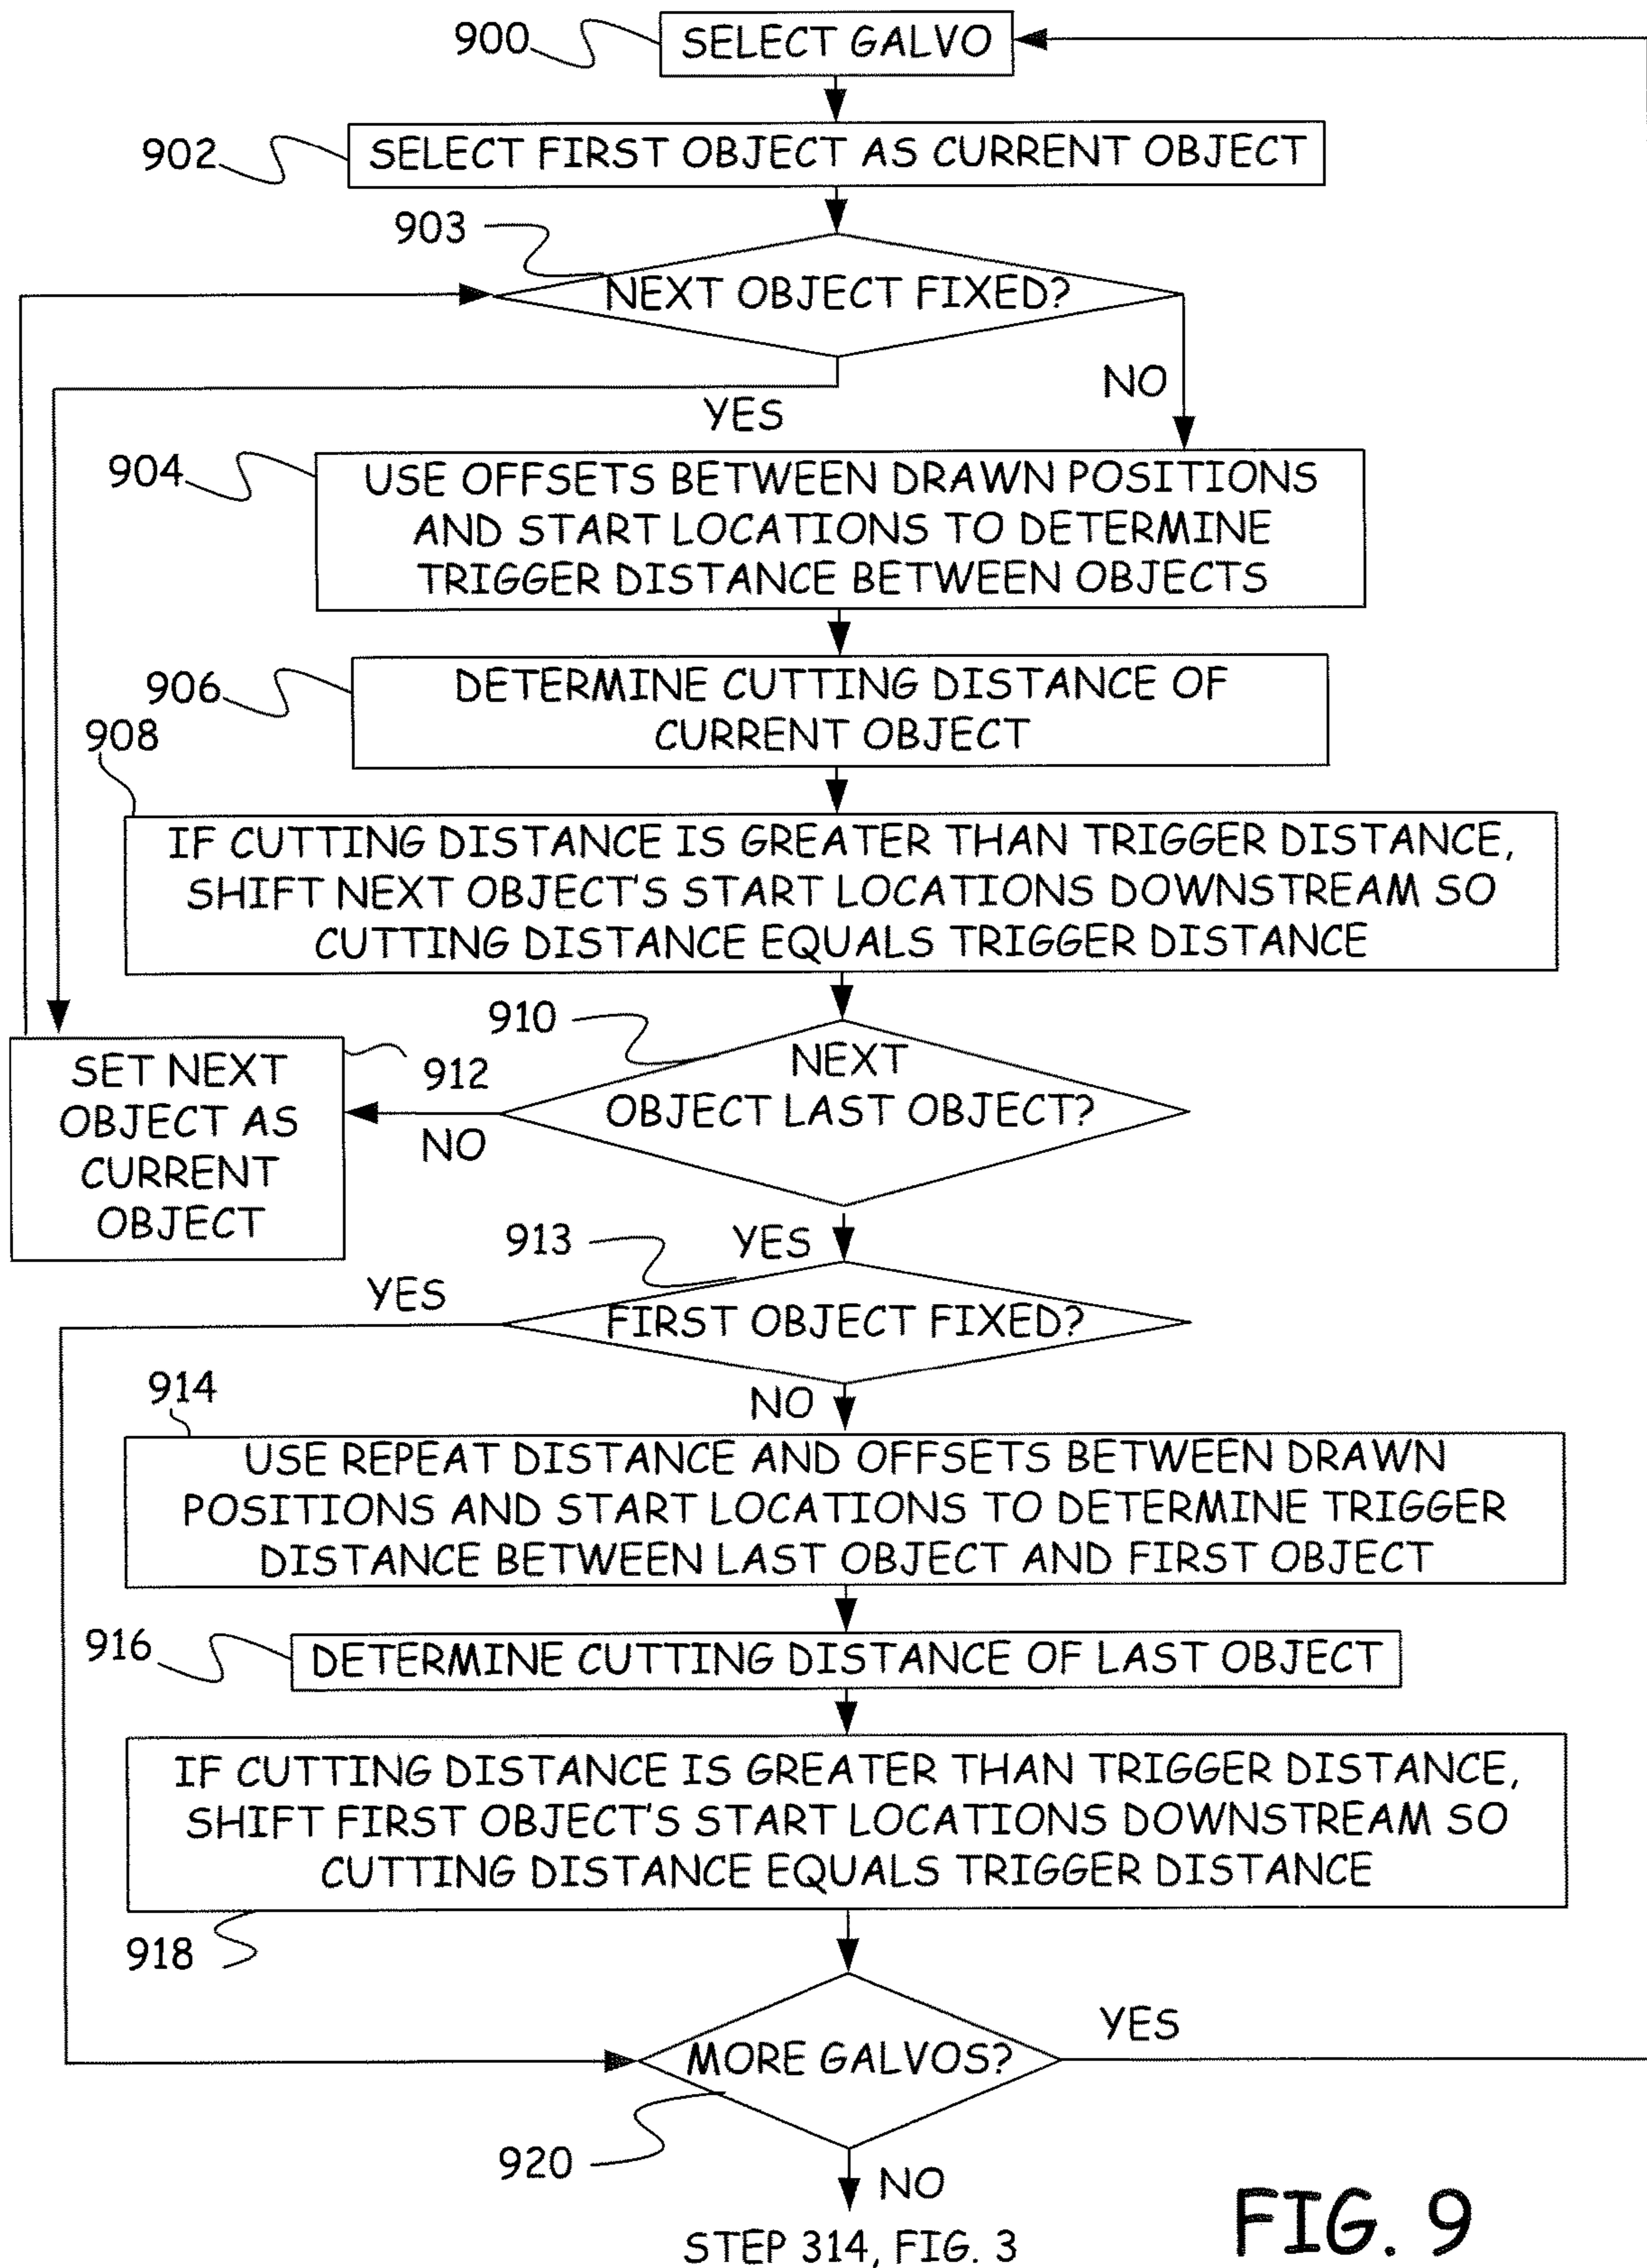 900
SELECT GALVO
902
SELECT FIRST OBJECT AS CURRENT OBJECT
903
NEXT OBJECT FIXED?
NO
YES
904
USE OFFSETS BETWEEN DRAWN POSITIONS
AND START LOCATIONS TO DETERMINE
TRIGGER DISTANCE BETWEEN OBJECTS
906
DETERMINE CUTTING DISTANCE OF
CURRENT OBJECT
908
IF CUTTING DISTANCE IS GREATER THAN TRIGGER DISTANCE,
SHIFT NEXT OBJECT'S START LOCATIONS DOWNSTREAM SO
CUTTING DISTANCE EQUALS TRIGGER DISTANCE
910
NEXT
OBJECT LAST OBJECT?
912
SET NEXT
OBJECT AS
CURRENT
OBJECT
NO
913
YES
YES
FIRST OBJECT FIXED?
914
NO
USE REPEAT DISTANCE AND OFFSETS BETWEEN DRAWN
POSITIONS AND START LOCATIONS TO DETERMINE TRIGGER
DISTANCE BETWEEN LAST OBJECT AND FIRST OBJECT
916
DETERMINE CUTTING DISTANCE OF LAST OBJECT
IF CUTTING DISTANCE IS GREATER THAN TRIGGER DISTANCE,
SHIFT FIRST OBJECT'S START LOCATIONS DOWNSTREAM SO
CUTTING DISTANCE EQUALS TRIGGER DISTANCE
918
YES
MORE GALVOS?
920
NO
STEP 314, FIG. 3
FIG. 9